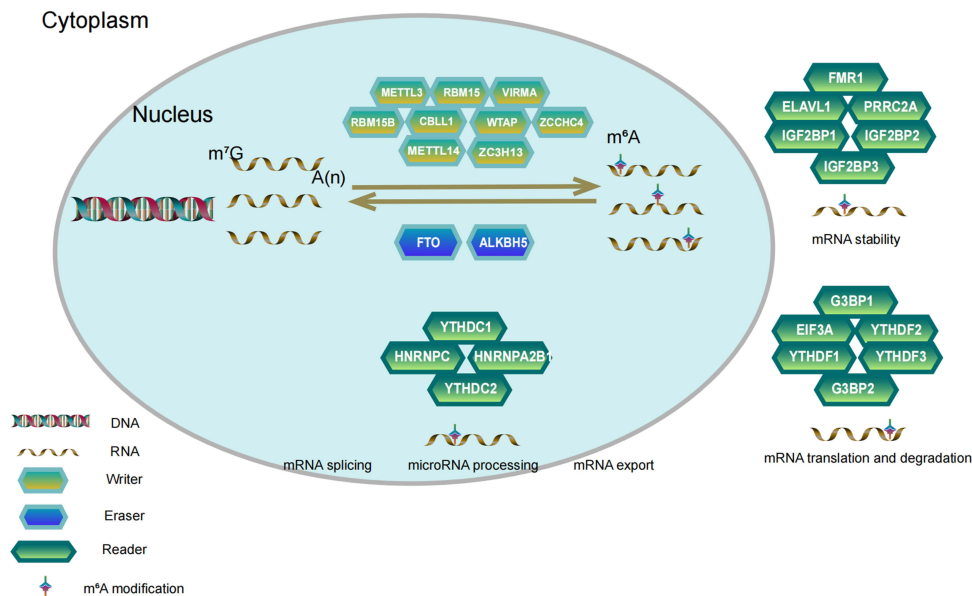 Cytoplasm
Nucleus
m⁷G
A(n)
METTL3
RBM15
VIRMA
RBM15B
CBLL1
WTAP
ZCCHC4
METTL14
ZC3H13
m⁶A
FTO
ALKBH5
YTHDC1
HNRNPC
HNRNPA2B1
YTHDC2
mRNA splicing
microRNA processing
mRNA export
FMR1
ELAVL1
PRRC2A
IGF2BP1
IGF2BP2
IGF2BP3
mRNA stability
G3BP1
EIF3A
YTHDF2
YTHDF1
YTHDF3
G3BP2
mRNA translation and degradation
DNA
RNA
Writer
Eraser
Reader
m⁶A modification